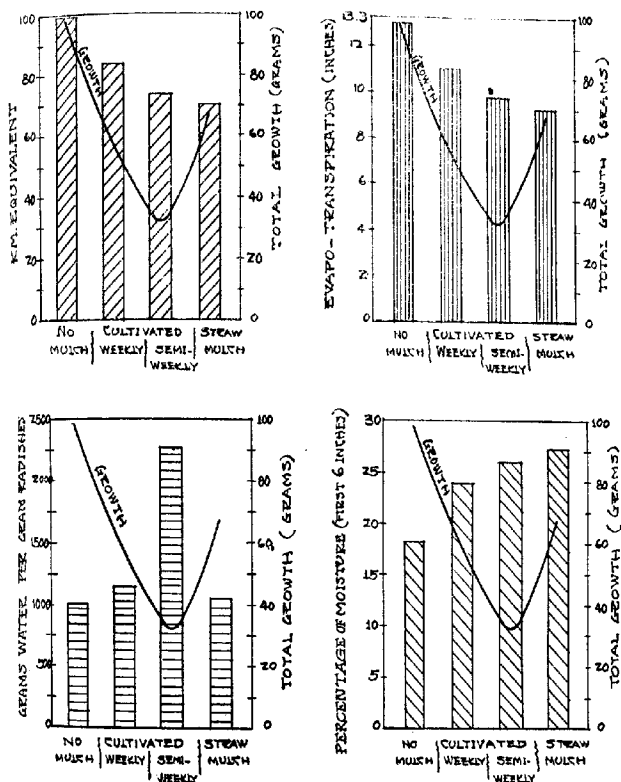 100
80
60
40
20
0
K.M. EQUIVALENT
GROWTH
100
80
60
40
20
0
TOTAL GROWTH (GRAMS)
NO MULCH
CULTIVATED
WEEKLY
SEMI-WEEKLY
STRAW MULCH
13.3
12
10
8
6
4
2
0
EVAPO-TRANSPIRATION (INCHES)
GROWTH
100
80
60
40
20
0
TOTAL GROWTH (GRAMS)
NO MULCH
CULTIVATED
WEEKLY
SEMI-WEEKLY
STRAW MULCH
2500
1500
1000
0
GRAMS WATER PER GRAM RADISHES
GROWTH
100
80
60
40
20
0
TOTAL GROWTH (GRAMS)
NO MULCH
CULTIVATED
WEEKLY
SEMI-WEEKLY
STRAW MULCH
30
25
20
15
10
5
0
PERCENTAGE OF MOISTURE (FIRST 6 INCHES)
GROWTH
100
80
60
40
20
0
TOTAL GROWTH (GRAMS)
NO MULCH
CULTIVATED
WEEKLY
SEMI-WEEKLY
STRAW MULCH